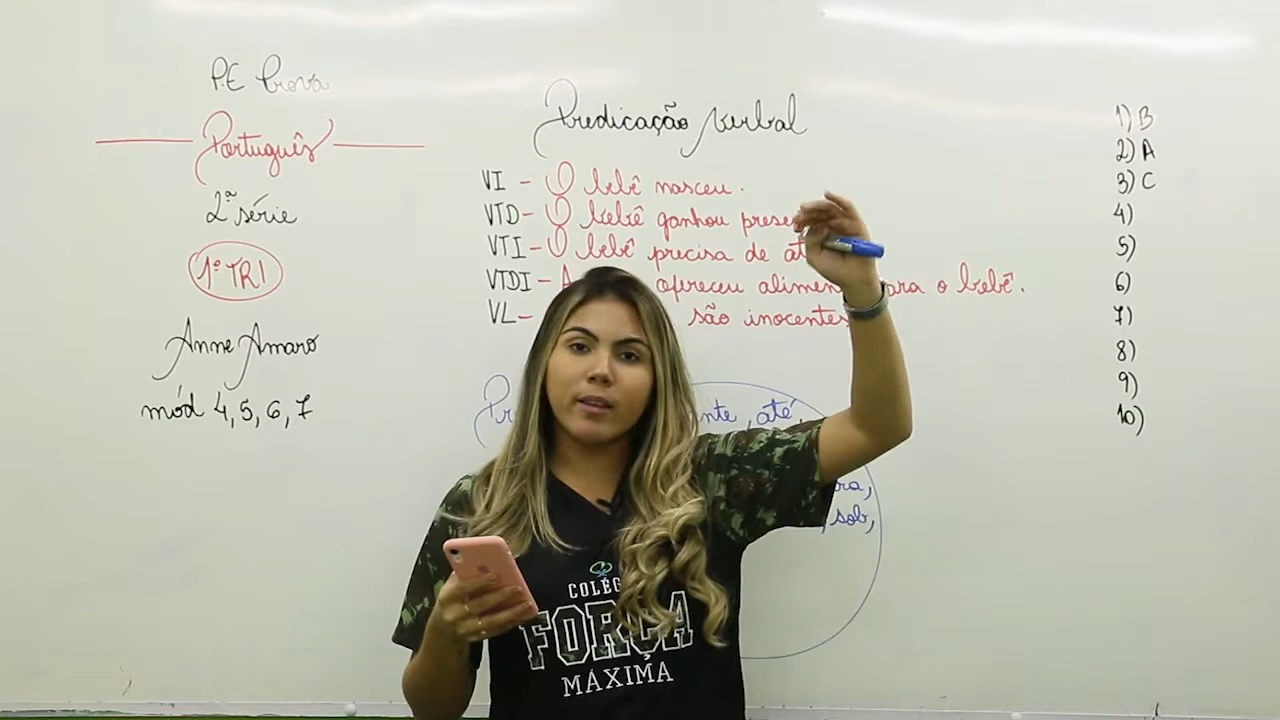 P.E Prova
Português
2ª série
1º TRI
Anne Amaro
mód 4, 5, 6, 7
Predicação verbal
VI - O bebê nasceu.
VTD - O bebê ganhou prese
VTI - O bebê precisa de at
VTDI - A ofereceu alimen ara o bebê.
VL - são inocentes
Pr nte, até,
ra,
sob,
1) B
2) A
3) C
4)
5)
6)
7)
8)
9)
10)
COLÉG
FORÇA
MÁXIMA